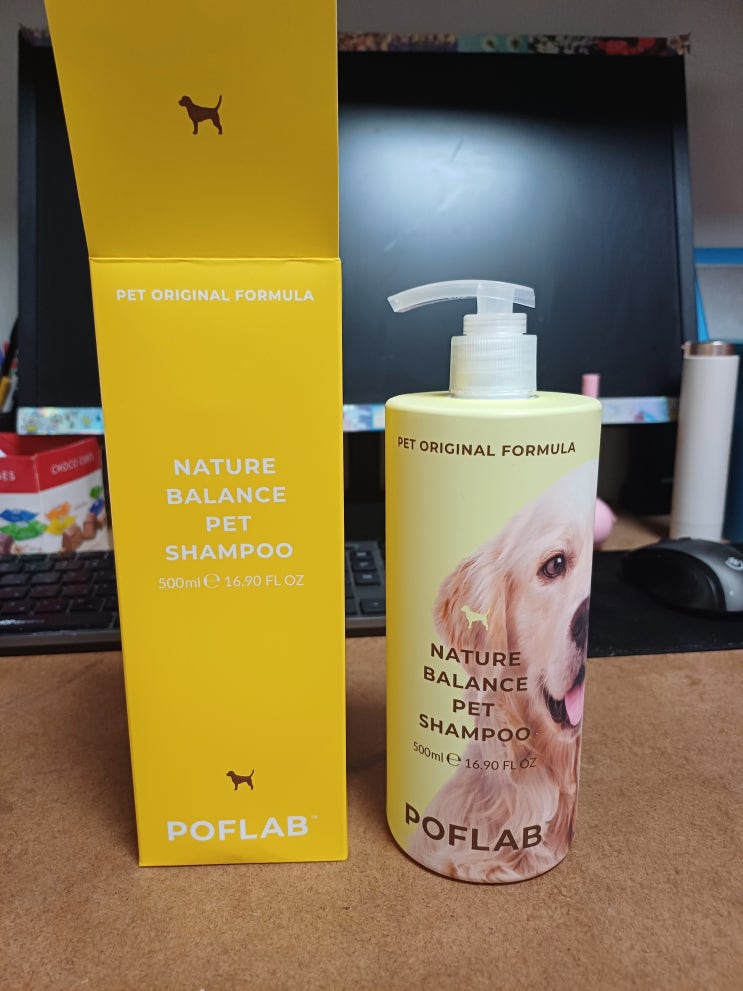 PET ORIGINAL FORMULA
NATURE
BALANCE
PET
SHAMPOO
500ml ℮ 16.90 FL OZ
POFLAB™
PET ORIGINAL FORMULA
NATURE
BALANCE
PET
SHAMPOO
500ml ℮ 16.90 FL OZ
POFLAB™
CHOCO CUBES